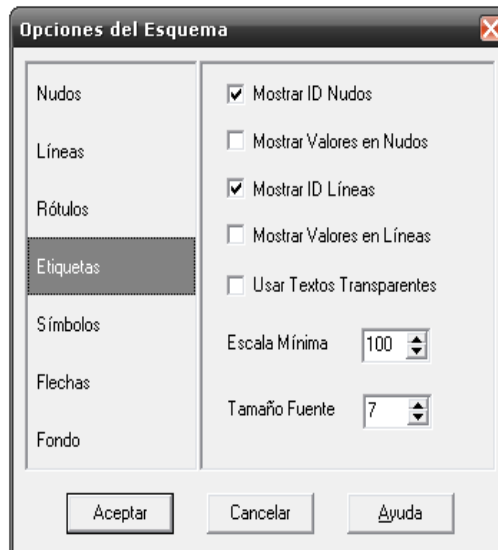 Opciones del Esquema
Nudos
Líneas
Rótulos
Etiquetas
Símbolos
Flechas
Fondo
Mostrar ID Nudos
Mostrar Valores en Nudos
Mostrar ID Líneas
Mostrar Valores en Líneas
Usar Textos Transparentes
Escala Mínima 100
Tamaño Fuente 7
Aceptar Cancelar Ayuda